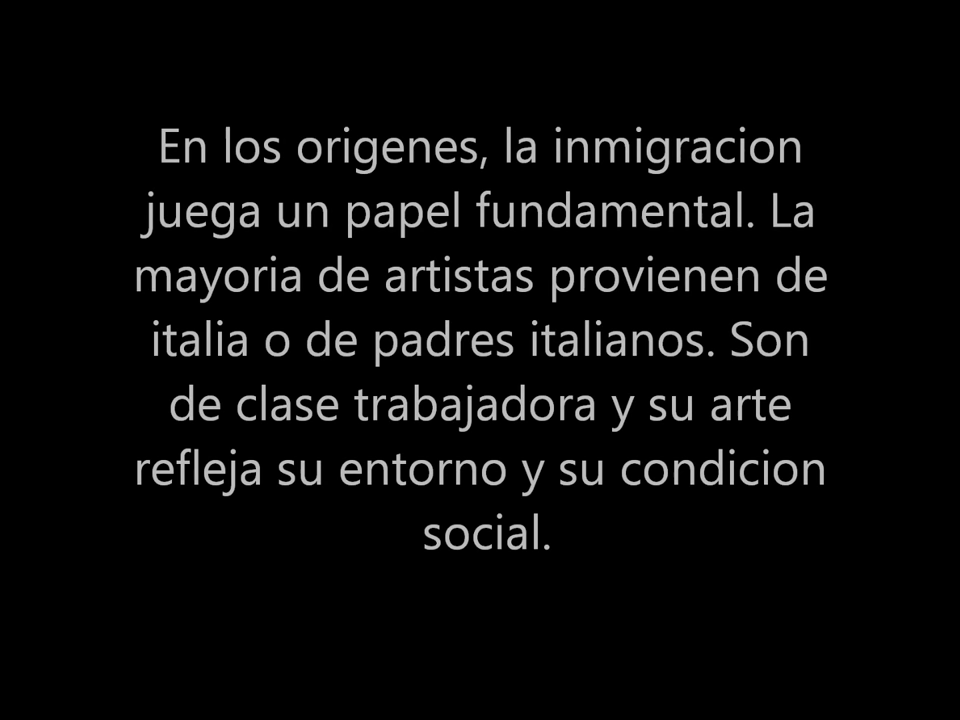 En los origenes, la inmigracion
juega un papel fundamental. La
mayoria de artistas provienen de
italia o de padres italianos. Son
de clase trabajadora y su arte
refleja su entorno y su condicion
social.